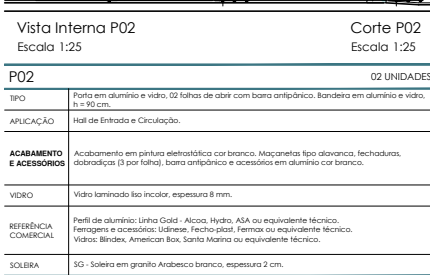 Vista Interna P02
Corte P02
Escala 1:25
Escala 1:25
P02
02 UNIDADES
TIPO
Porta em alumínio e vidro, 02 folhas de abrir com barra antipânico. Bandeira em alumínio e vidro,
h = 90 cm.
APLICAÇÃO
Hall de Entrada e Circulação.
ACABAMENTO
E ACESSÓRIOS
Acabamento em pintura eletrostática cor branco. Maçanetas tipo alavanca, fechaduras,
dobradiças (3 por folha), barra antipânico e acessórios em alumínio cor branco.
VIDRO
Vidro laminado liso incolor, espessura 8 mm.
REFERÊNCIA
COMERCIAL
Perfil de alumínio: Linha Gold - Alcoa, Hydro, ASA ou equivalente técnico.
Ferragens e acessórios: Udinese, Fecho-plast, Fermax ou equivalente técnico.
Vidros: Blindex, American Box, Santa Marina ou equivalente técnico.
SOLEIRA
SG - Soleira em granito Arabesco branco, espessura 2 cm.